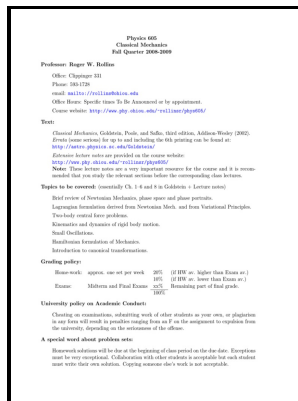 Physics 605
Classical Mechanics
Fall Quarter 2008-2009
Professor: Roger W. Rollins
Office: Clippinger 331
Phone: 593-1728
email: mailto://rollins@ohiou.edu
Office Hours: Specific times To Be Announced or by appointment.
Course website: http://www.phy.ohiou.edu/~rollinsr/phys605/
Text:
Classical Mechanics, Goldstein, Poole, and Safko, third edition, Addison-Wesley (2002).
Errata (some serious) for up to and including the 6th printing can be found at:
http://astro.physics.sc.edu/Goldstein/
Extensive lecture notes are provided on the course website:
http://www.phy.ohiou.edu/~rollinsr/phys605/
Note: These lecture notes are a very important resource for the course and it is recom-
mended that you study the relevant sections before the corresponding class lectures.
Topics to be covered: (essentially Ch. 1–6 and 8 in Goldstein + Lecture notes)
Brief review of Newtonian Mechanics, phase space and phase portraits.
Lagrangian formulation derived from Newtonian Mech. and from Variational Principles.
Two-body central force problems.
Kinematics and dynamics of rigid body motion.
Small Oscillations.
Hamiltonian formulation of Mechanics.
Introduction to canonical transformations.
Grading policy:
Home-work: approx. one set per week 20% (if HW av. higher than Exam av.)
10% (if HW av. lower than Exam av.)
Exams: Midterm and Final Exams xx% Remaining part of final grade.
100%
University policy on Academic Conduct:
Cheating on examinations, submitting work of other students as your own, or plagiarism
in any form will result in penalties ranging from an F on the assignment to expulsion from
the university, depending on the seriousness of the offense.
A special word about problem sets:
Homework solutions will be due at the beginning of class period on the due date. Exceptions
must be very exceptional. Collaboration with other students is acceptable but each student
must write their own solution. Copying someone else's work is not acceptable.